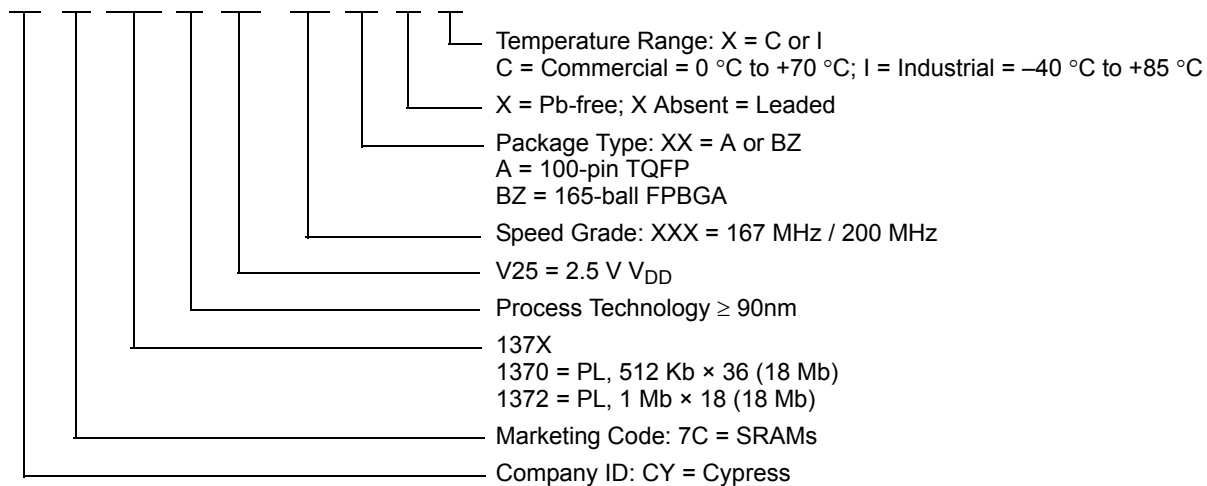 Temperature Range: X = C or I
C = Commercial = 0 °C to +70 °C; I = Industrial = –40 °C to +85 °C
X = Pb-free; X Absent = Leaded
Package Type: XX = A or BZ
A = 100-pin TQFP
BZ = 165-ball FPBGA
Speed Grade: XXX = 167 MHz / 200 MHz
V25 = 2.5 V VDD
Process Technology ≥ 90nm
137X
1370 = PL, 512 Kb × 36 (18 Mb)
1372 = PL, 1 Mb × 18 (18 Mb)
Marketing Code: 7C = SRAMs
Company ID: CY = Cypress